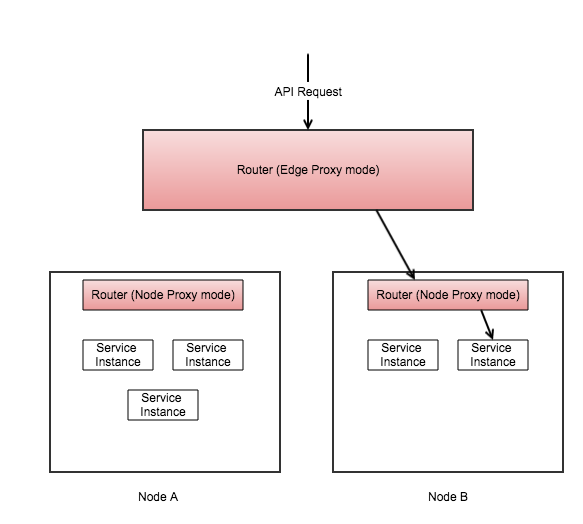 API Request
Router (Edge Proxy mode)
Router (Node Proxy mode)
Service
Instance
Service
Instance
Service
Instance
Node A
Router (Node Proxy mode)
Service
Instance
Service
Instance
Node B